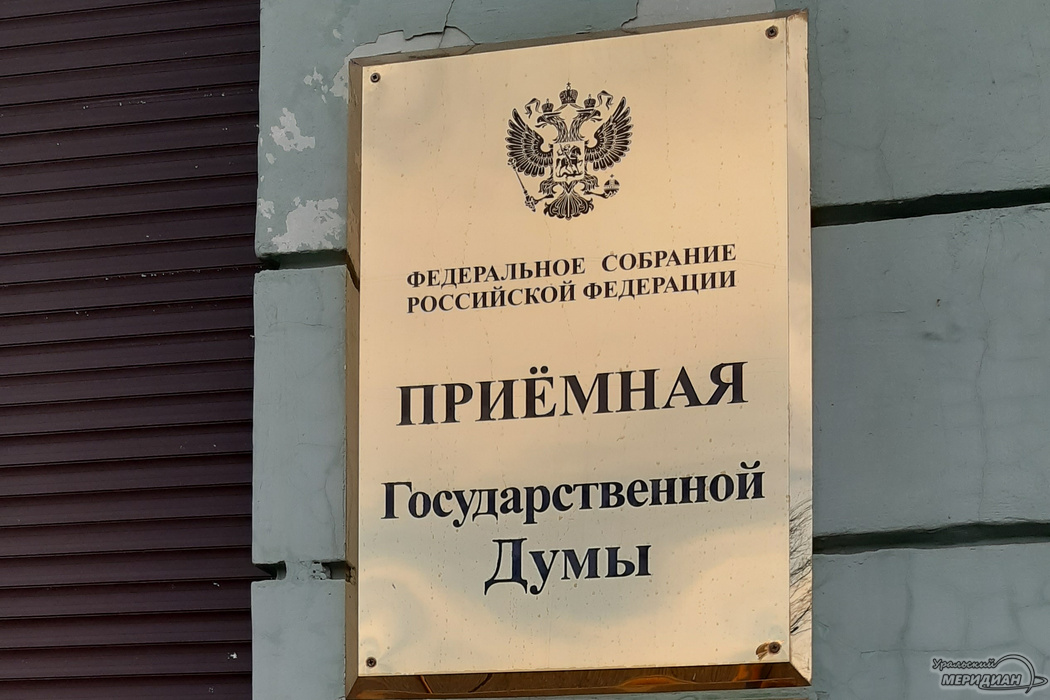 ФЕДЕРАЛЬНОЕ СОБРАНИЕ
РОССИЙСКОЙ ФЕДЕРАЦИИ
ПРИЁМНАЯ
Государственной
Думы
Уральский
МЕРИДИАН